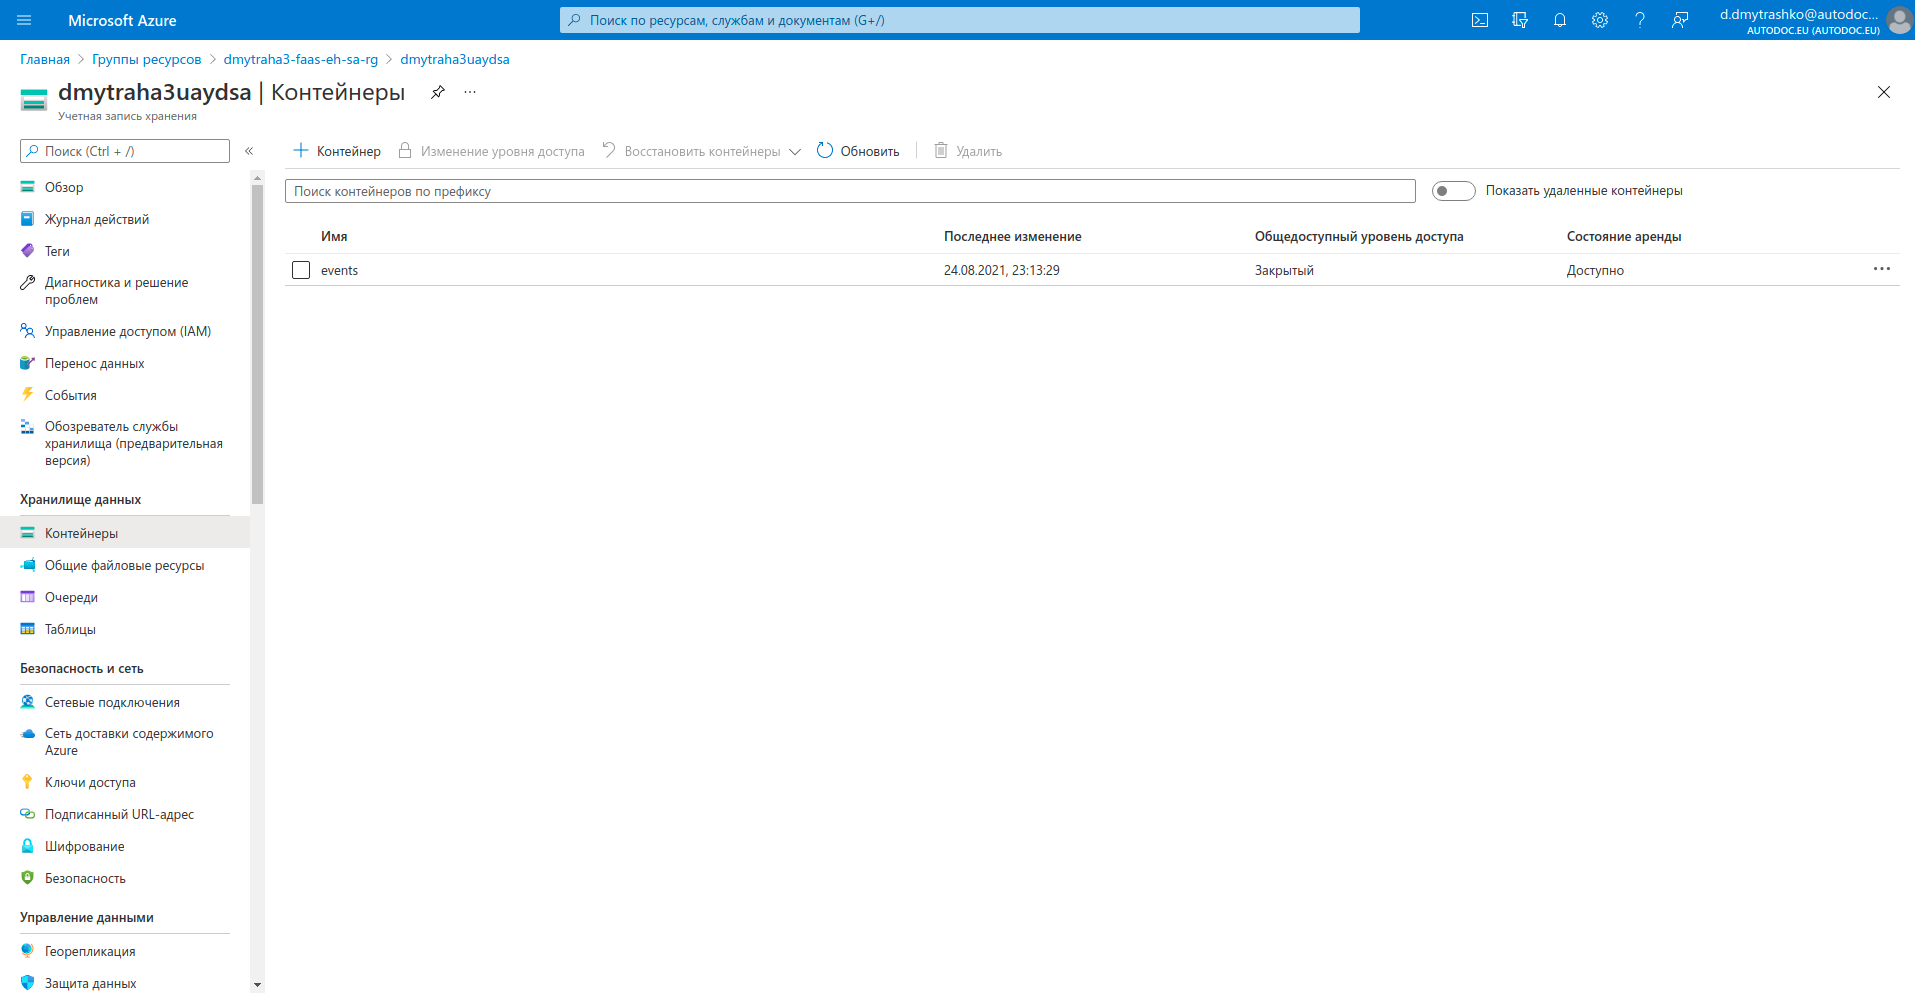 Microsoft Azure
Поиск по ресурсам, службам и документам (G+/)
d.dmytrashko@autodoc...
AUTODOC.EU (AUTODOC.EU)
Главная > Группы ресурсов > dmytraha3-faas-eh-sa-rg > dmytraha3uaydsa
dmytraha3uaydsa | Контейнеры
Учетная запись хранения
Поиск (Ctrl + /)
Обзор
Журнал действий
Теги
Диагностика и решение
проблем
Управление доступом (IAM)
Перенос данных
События
Обозреватель службы
хранилища (предварительная
версия)
Хранилище данных
Контейнеры
Общие файловые ресурсы
Очереди
Таблицы
Безопасность и сеть
Сетевые подключения
Сеть доставки содержимого
Azure
Ключи доступа
Подписанный URL-адрес
Шифрование
Безопасность
Управление данными
Георепликация
Защита данных
Контейнер Изменение уровня доступа Восстановить контейнеры Обновить Удалить
Поиск контейнеров по префиксу
Показать удаленные контейнеры
Имя Последнее изменение Общедоступный уровень доступа Состояние аренды
events 24.08.2021, 23:13:29 Закрытый Доступно